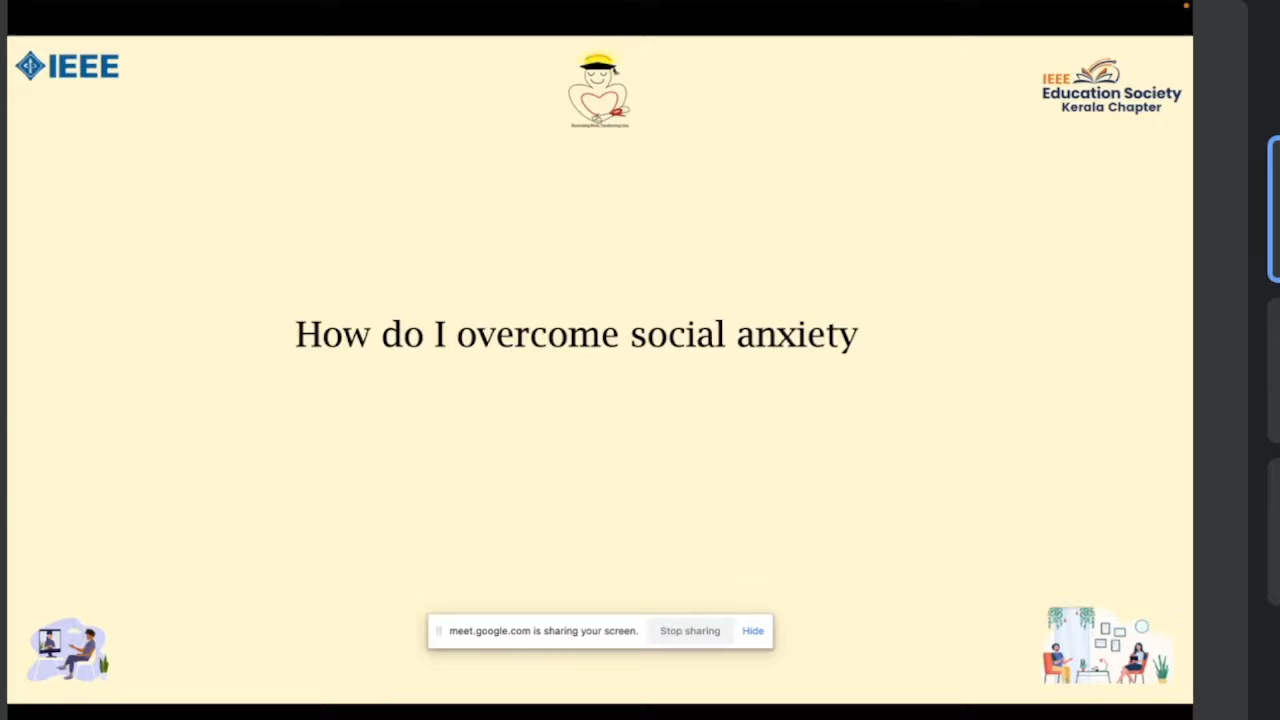 IEEE
IEEE
Education Society
Kerala Chapter
How do I overcome social anxiety
meet.google.com is sharing your screen.
Stop sharing
Hide